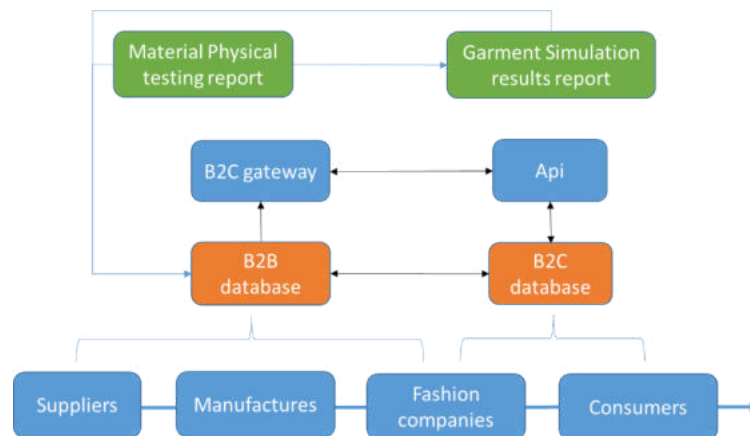 Material Physical
testing report
Garment Simulation
results report
B2C gateway
Api
B2B
database
B2C
database
Suppliers
Manufactures
Fashion
companies
Consumers